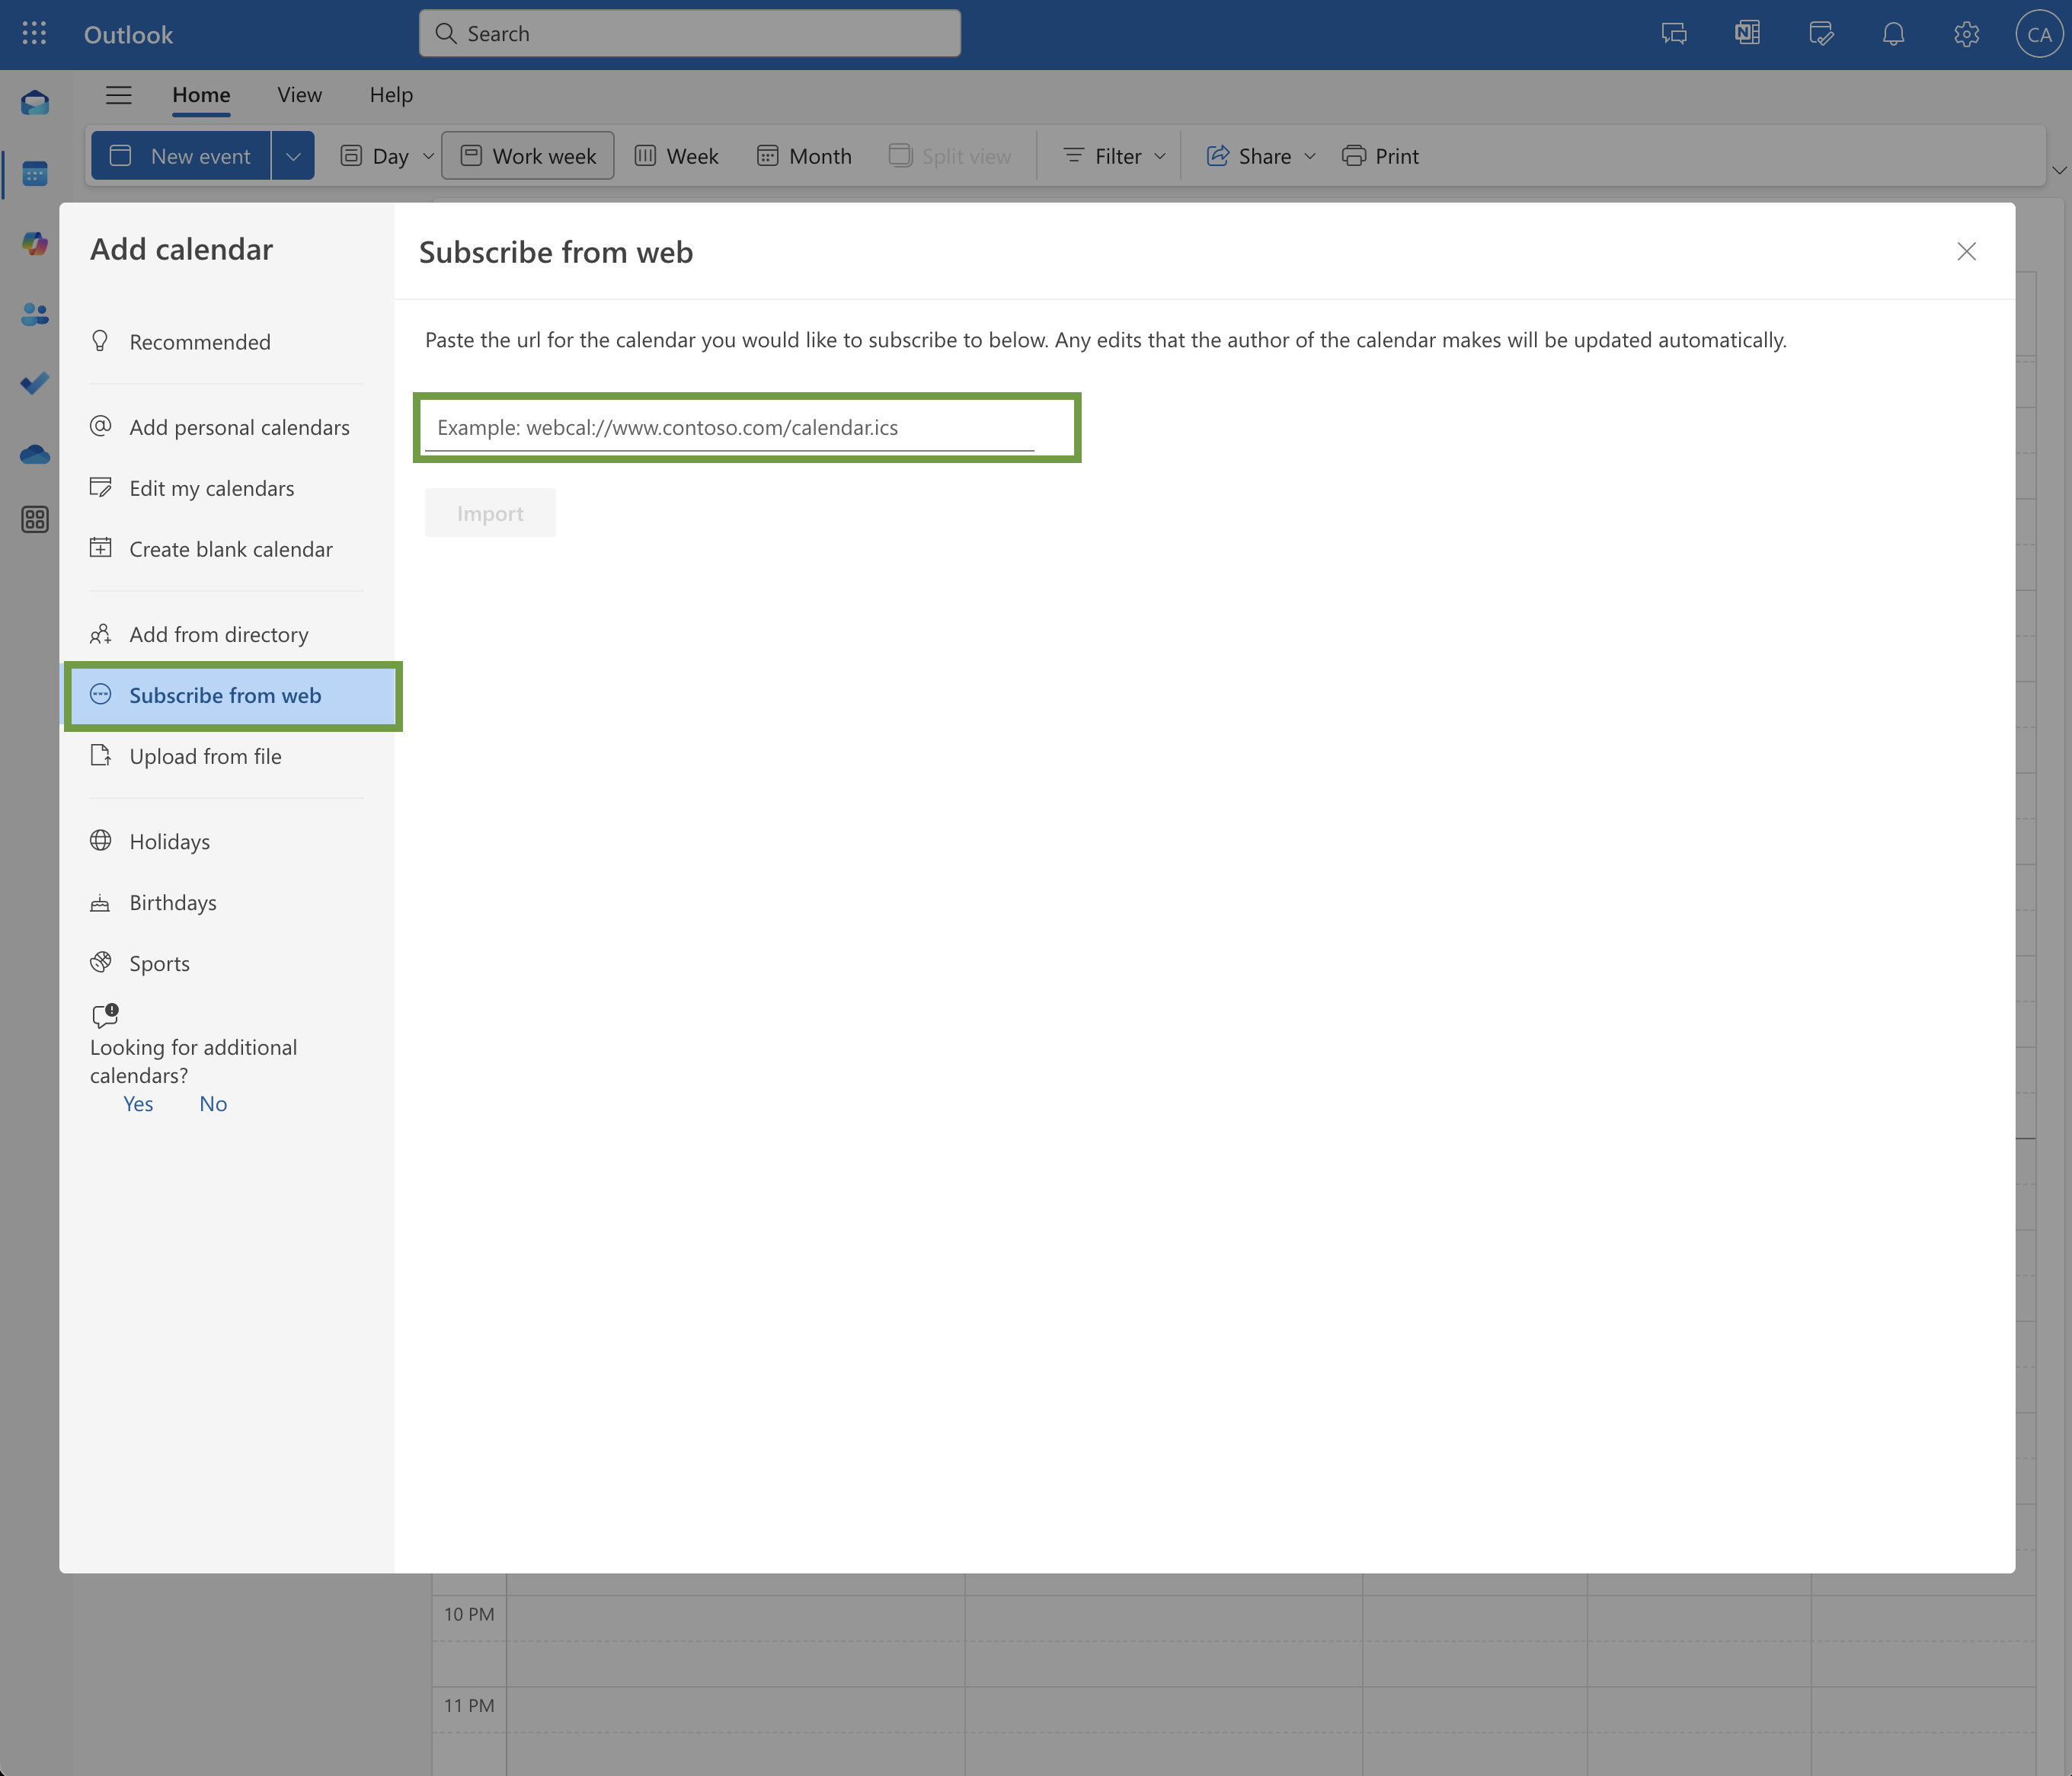 Outlook
Search
CA
Home View Help
New event Day Work week Week Month Split view Filter Share Print
Add calendar
Recommended
Add personal calendars
Edit my calendars
Create blank calendar
Add from directory
Subscribe from web
Upload from file
Holidays
Birthdays
Sports
Looking for additional
calendars?
Yes No
Subscribe from web
Paste the url for the calendar you would like to subscribe to below. Any edits that the author of the calendar makes will be updated automatically.
Example: webcal://www.contoso.com/calendar.ics
Import
10 PM
11 PM